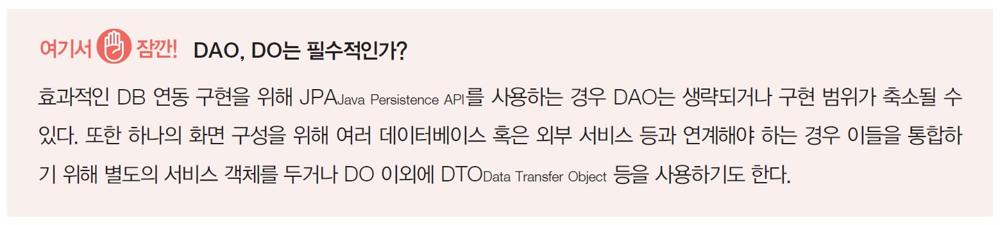 여기서 잠깐! DAO, DO는 필수적인가?
효과적인 DB 연동 구현을 위해 JPAJava Persistence API를 사용하는 경우 DAO는 생략되거나 구현 범위가 축소될 수
있다. 또한 하나의 화면 구성을 위해 여러 데이터베이스 혹은 외부 서비스 등과 연계해야 하는 경우 이들을 통합하
기 위해 별도의 서비스 객체를 두거나 DO 이외에 DTOData Transfer Object 등을 사용하기도 한다.